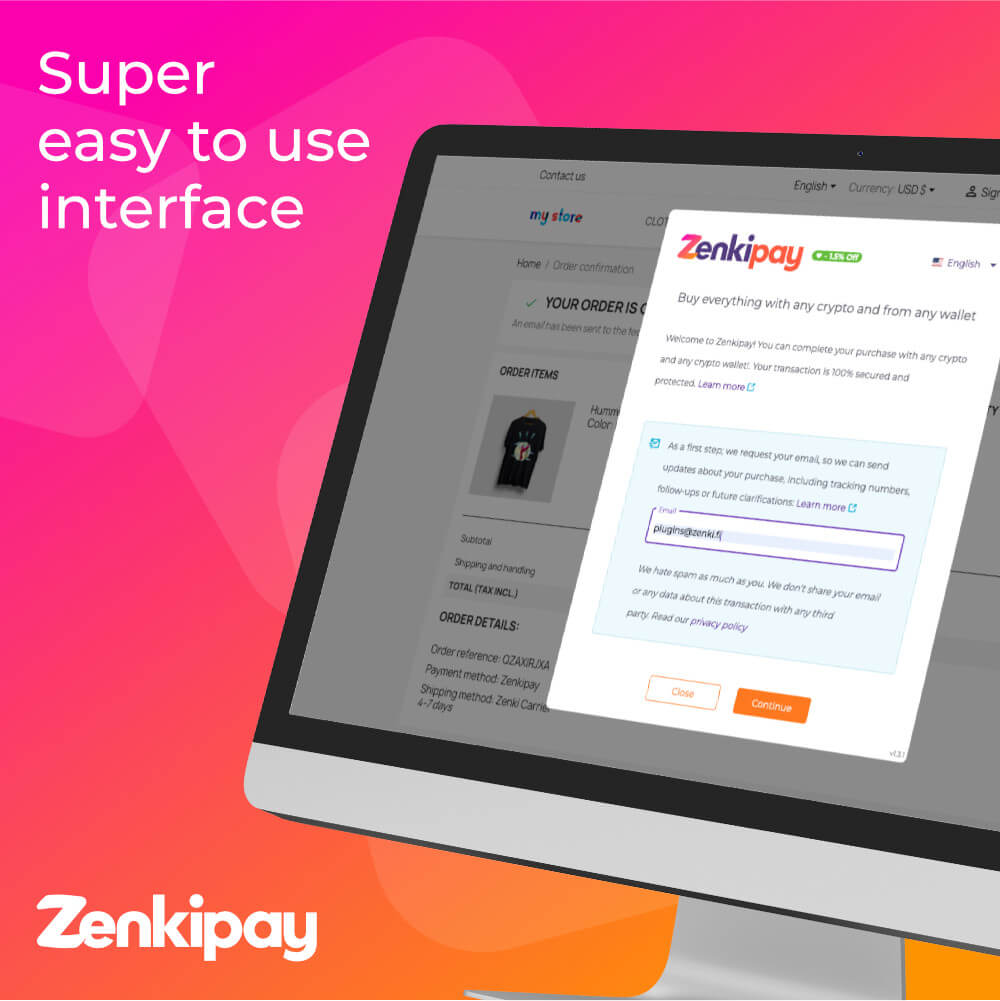 Super
easy to use
interface
Contact us
English
Currency: USD $
Sign
my store
CLOT
Home / Order confirmation
YOUR ORDER IS
An email has been sent to the
ORDER ITEMS
Humm
Color:
Subtotal
Shipping and handling
TOTAL (TAX INCL.)
ORDER DETAILS:
Order reference: QZAXIRJXA
Payment method: Zenkipay
Shipping method: Zenki Carrier
4-7 days
Zenkipay
- 1.5% Off
English
Buy everything with any crypto and from any wallet
Welcome to Zenkipay! You can complete your purchase with any crypto
and any crypto wallet!. Your transaction is 100% secured and
protected. Learn more
As a first step, we request your email, so we can send
updates about your purchase, including tracking numbers,
follow-ups or future clarifications: Learn more
Email
plugins@zenki.fi
We hate spam as much as you. We don't share your email
or any data about this transaction with any third
party. Read our privacy policy
Close
Continue
v1.3.1
TY
Zenkipay